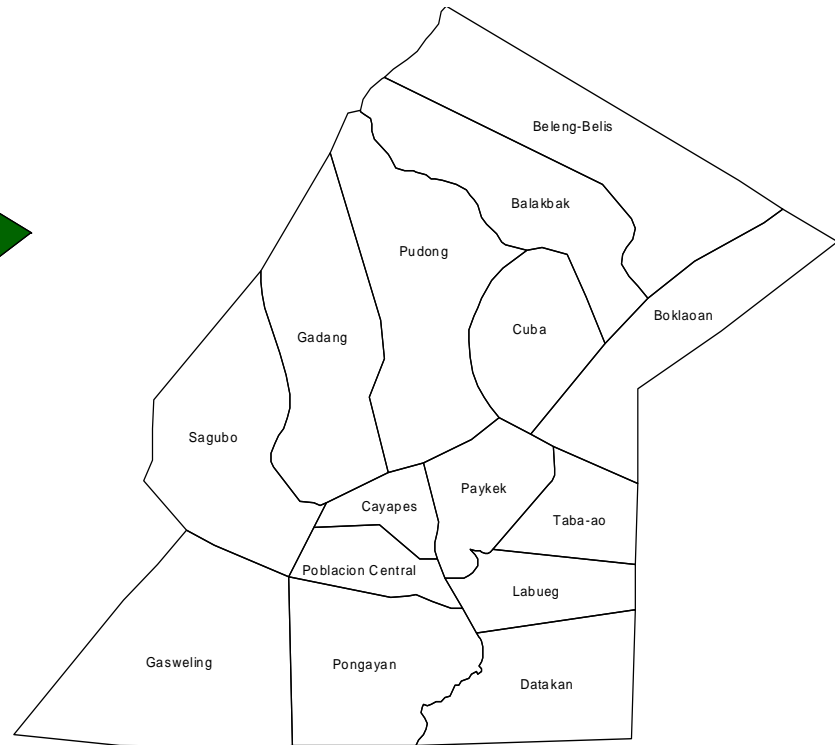 Beleng-Belis
Balakbak
Pudong
Boklaoan
Cuba
Gadang
Sagubo
Paykek
Cayapes
Taba-ao
Poblacion Central
Labueg
Gasweling
Pongayan
Datakan